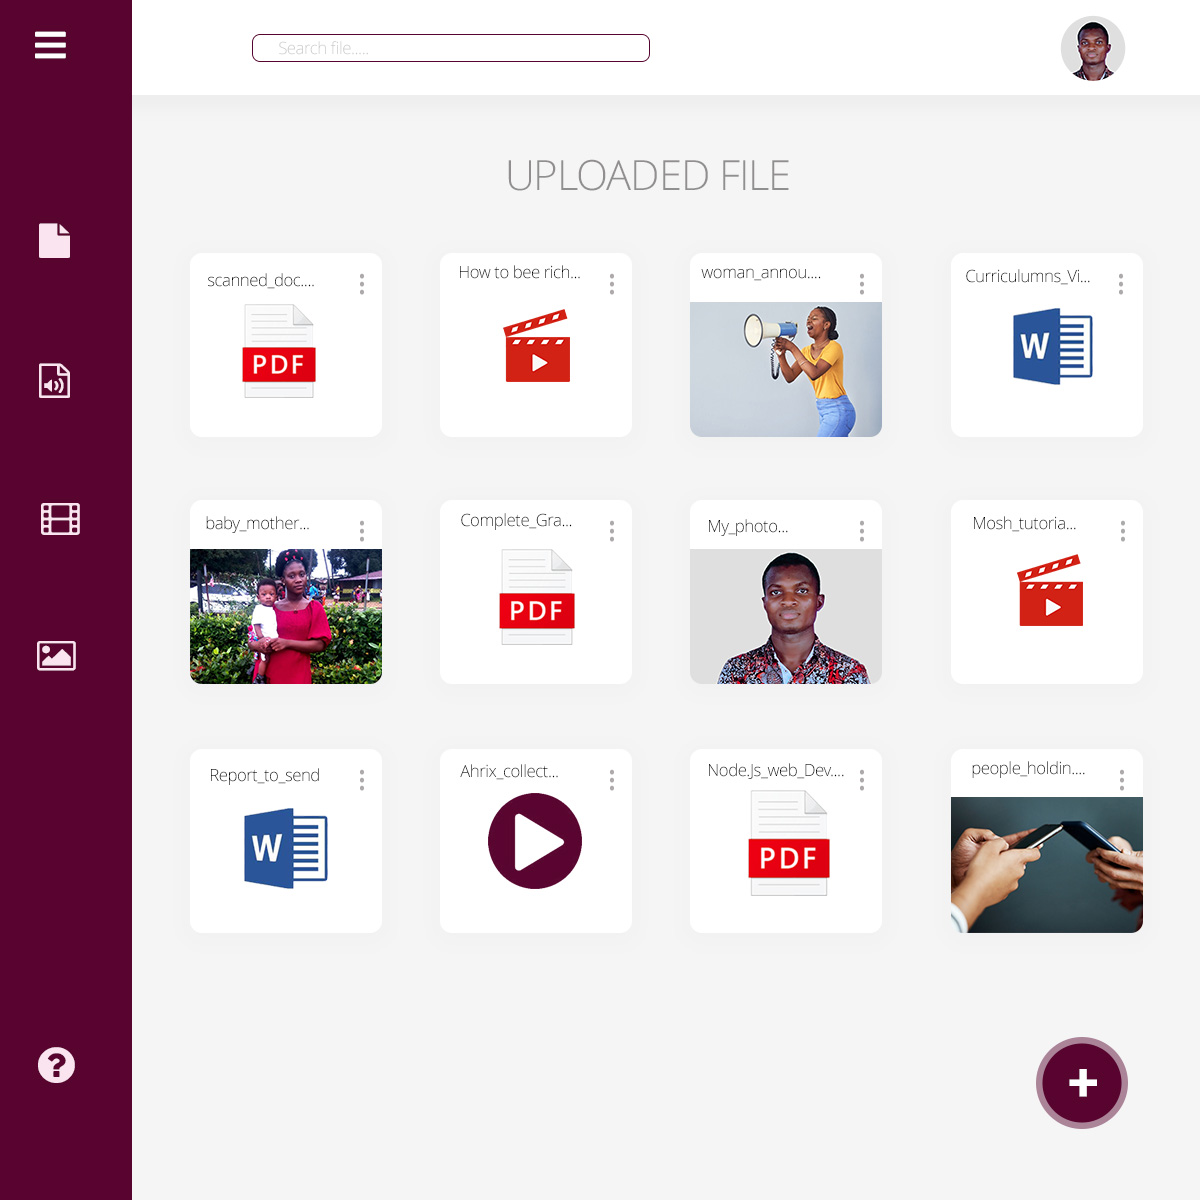 Search file.....
UPLOADED FILE
scanned_doc....
How to bee rich...
woman_annou....
Curriculumns_Vi...
PDF
W
baby_mother...
Complete_Gra...
My_photo...
Mosh_tutoria...
PDF
Report_to_send
Ahrix_collect...
Node.Js_web_Dev....
people_holdin....
W
PDF